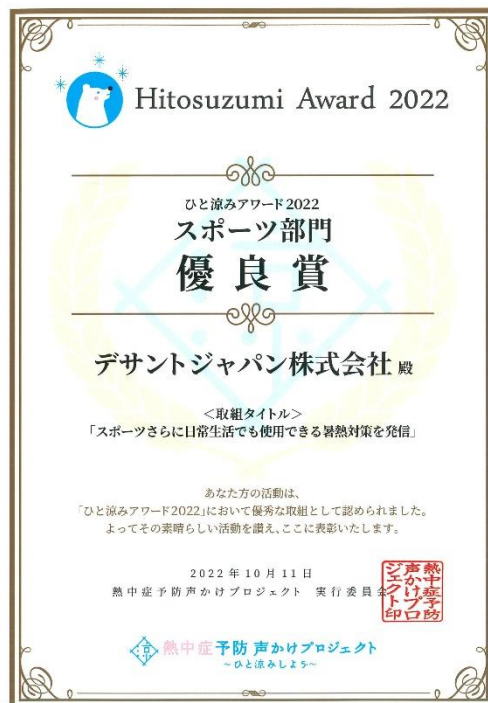 Hitosuzumi Award 2022
ひと涼みアワード2022
スポーツ部門
優良賞
デサントジャパン株式会社 殿
<取組タイトル>
「スポーツさらに日常生活でも使用できる暑熱対策を発信」
あなた方の活動は、
「ひと涼みアワード2022」において優秀な取組として認められました。
よってその素晴らしい活動を讃え、ここに表彰いたします。
2022年10月11日
熱中症予防声かけプロジェクト 実行委員会
熱中症予防
声かけプロ
ジェクト印
涼 熱中症予防 声かけプロジェクト
~ひと涼みしよう~